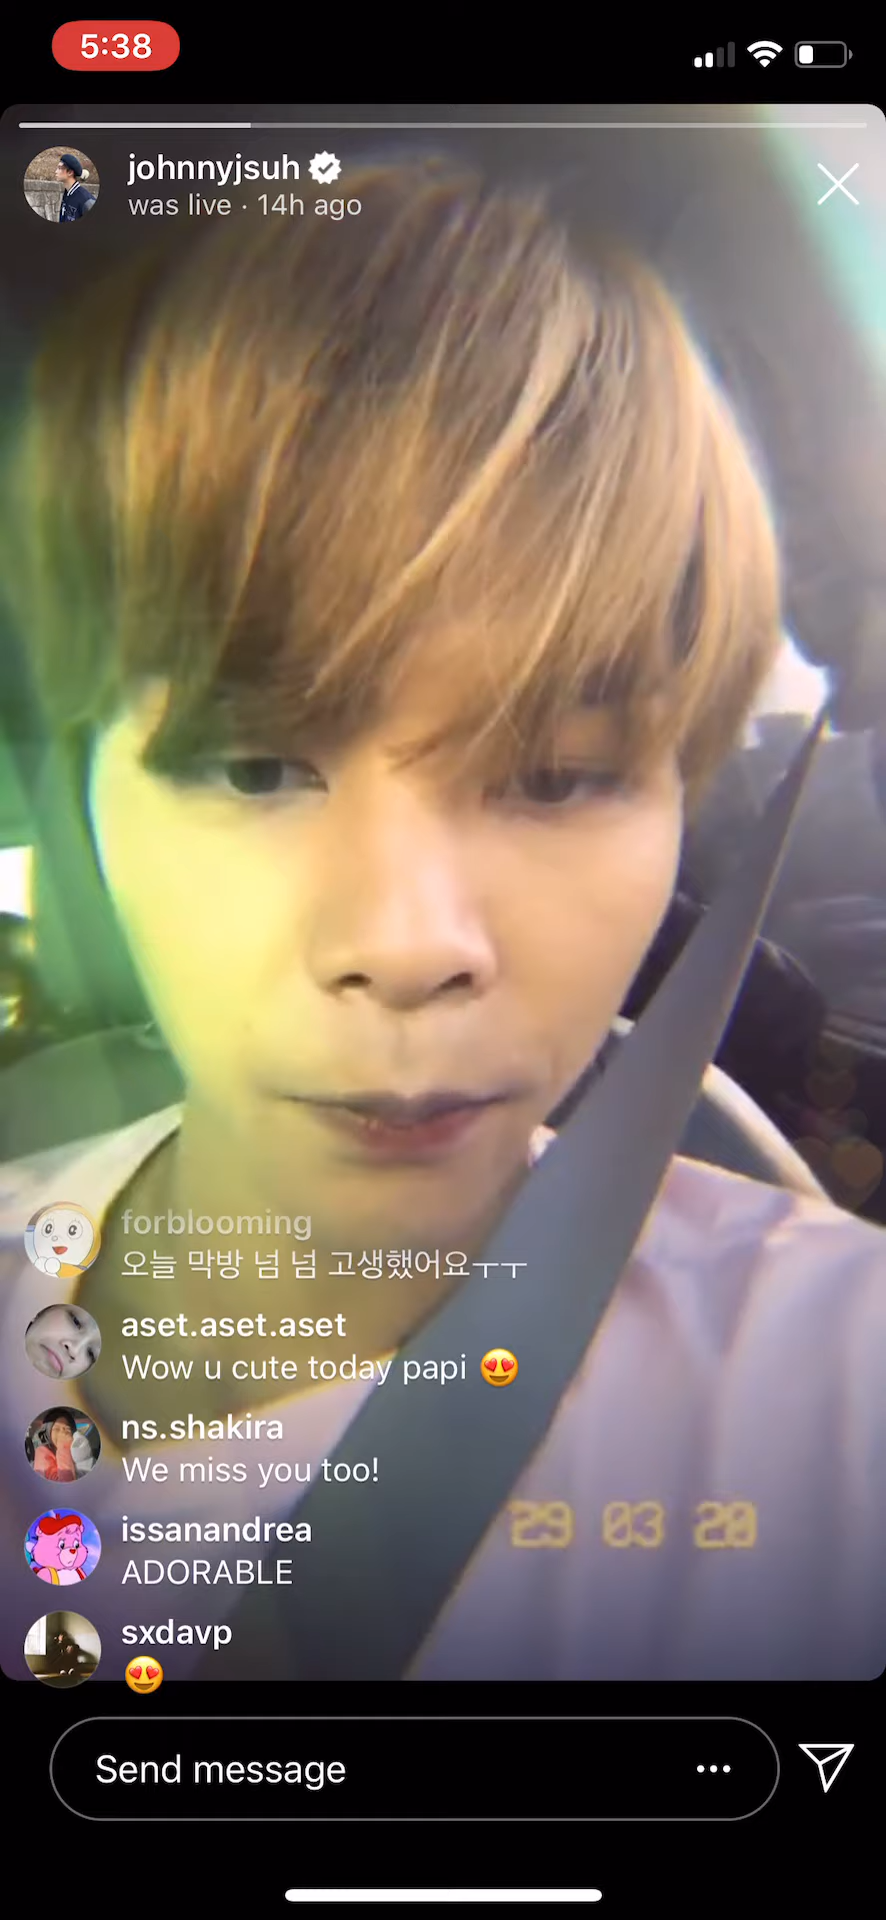 5:38
johnnyjsuh
was live · 14h ago
forblooming
오늘 막방 넘 넘 고생했어요ㅜㅜ
aset.aset.aset
Wow u cute today papi 😍
ns.shakira
We miss you too!
issanandrea
ADORABLE
29 03 20
sxdavp
😍
Send message